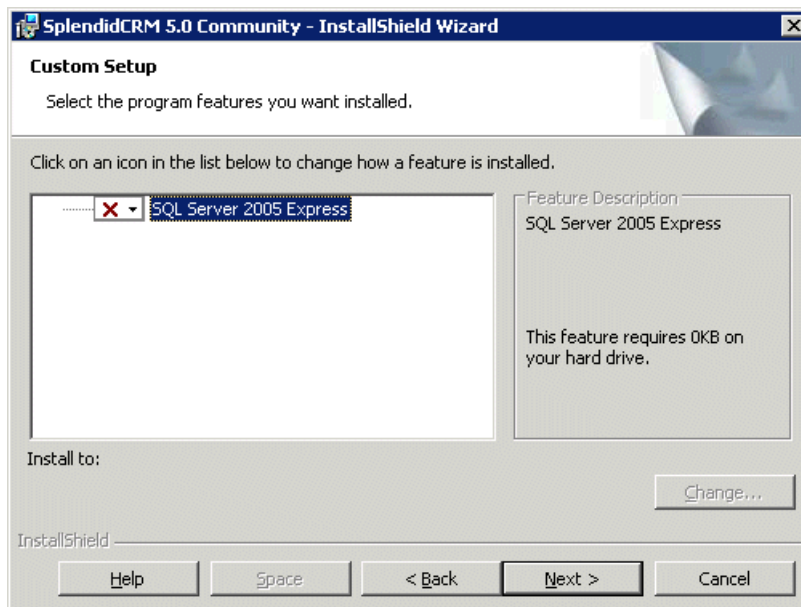 SplendidCRM 5.0 Community - InstallShield Wizard
Custom Setup
Select the program features you want installed.
Click on an icon in the list below to change how a feature is installed.
SQL Server 2005 Express
Feature Description
SQL Server 2005 Express
This feature requires 0KB on
your hard drive.
Install to:
Change...
InstallShield
Help
Space
< Back
Next >
Cancel